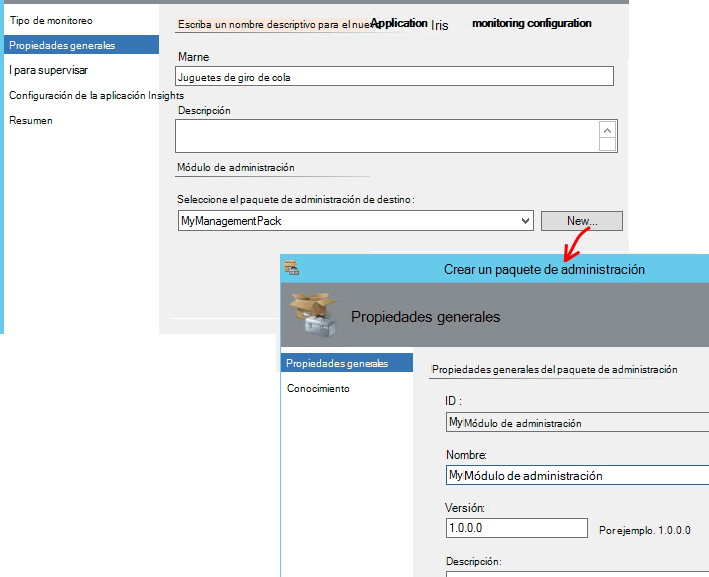 Tipo de monitoreo
Propiedades generales
I para supervisar
Configuración de la aplicación Insights
Resumen
Escriba un nombre descriptivo para el nuevo Application Iris monitoring configuration
Marne
Juguetes de giro de cola
Descripción
Módulo de administración
Seleccione el paquete de administración de destino:
MyManagementPack
New...
Crear un paquete de administración
Propiedades generales
Propiedades generales
Conocimiento
Propiedades generales del paquete de administración
ID :
My Módulo de administración
Nombre:
My Módulo de administración
Versión:
1.0.0.0 Por ejemplo. 1.0.0.0
Descripción: